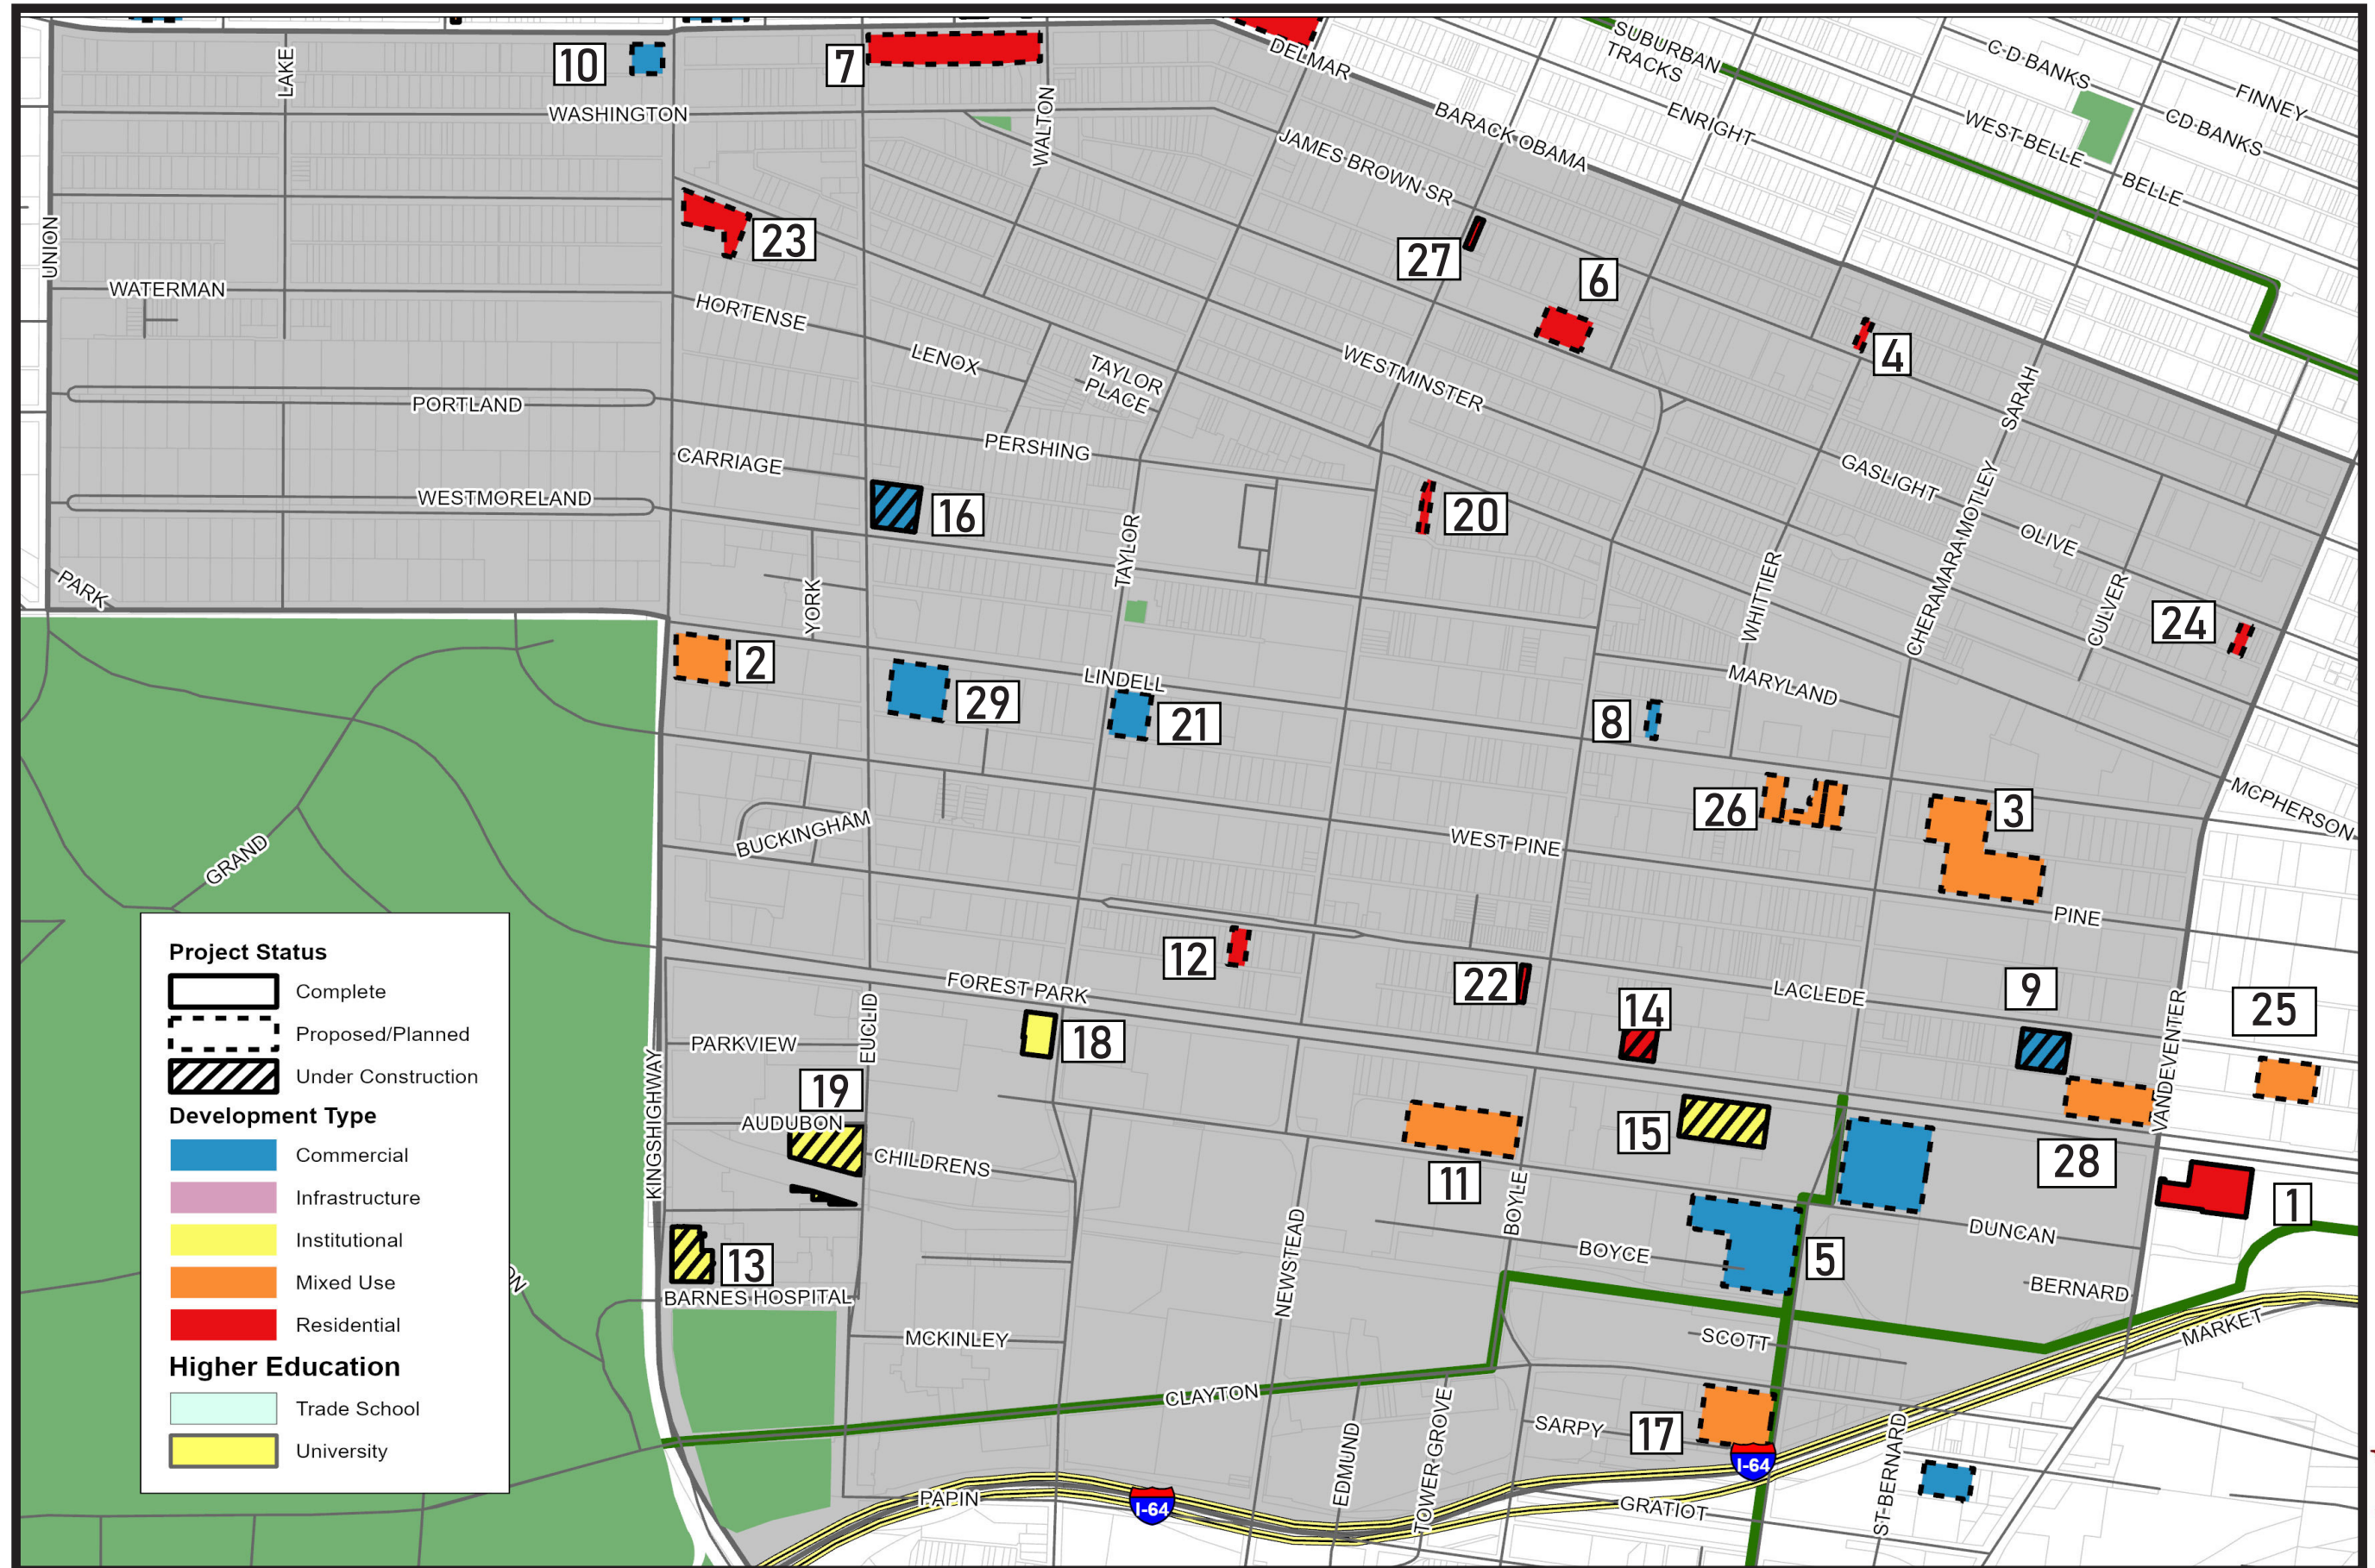 10
7
LAKE
DELMAR
SUBURBAN
TRACKS
C D BANKS
FINNEY
WASHINGTON
WALTON
BARACK OBAMA
ENRIGHT
WEST BELLE
CD BANKS
JAMES BROWN SR
BELLE
UNION
23
27
6
WATERMAN
HORTENSE
LENOX
TAYLOR
PLACE
WESTMINSTER
4
SARAH
PORTLAND
PERSHING
CARRIAGE
GASLIGHT
WESTMORELAND
16
20
OLIVE
CHERAMARA MOTLEY
TAYLOR
PARK
YORK
WHITTIER
CULVER
24
2
29
LINDELL
21
8
MARYLAND
MCPHERSON
BUCKINGHAM
WEST PINE
26
3
GRAND
PINE
12
22
FOREST PARK
LACLEDE
9
14
25
EUCLID
PARKVIEW
18
KINGSHIGHWAY
VANDEVENTER
19
AUDUBON
CHILDRENS
15
11
28
BOYLE
1
DUNCAN
NEWSTEAD
BOYCE
5
13
BARNES HOSPITAL
BERNARD
ON
MCKINLEY
SCOTT
MARKET
CLAYTON
EDMUND
TOWER GROVE
SARPY
17
I-64
ST BERNARD
PAPIN
I-64
GRATIOT
Project Status
Complete
Proposed/Planned
Under Construction
Development Type
Commercial
Infrastructure
Institutional
Mixed Use
Residential
Higher Education
Trade School
University